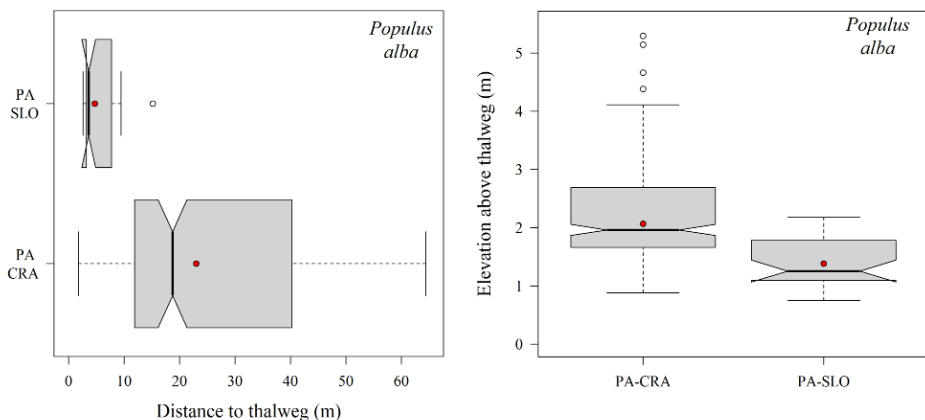 Populus
alba
PA
SLO
PA
CRA
0 10 20 30 40 50 60
Distance to thalweg (m)
Populus
alba
Elevation above thalweg (m)
5
4
3
2
1
0
PA-CRA PA-SLO